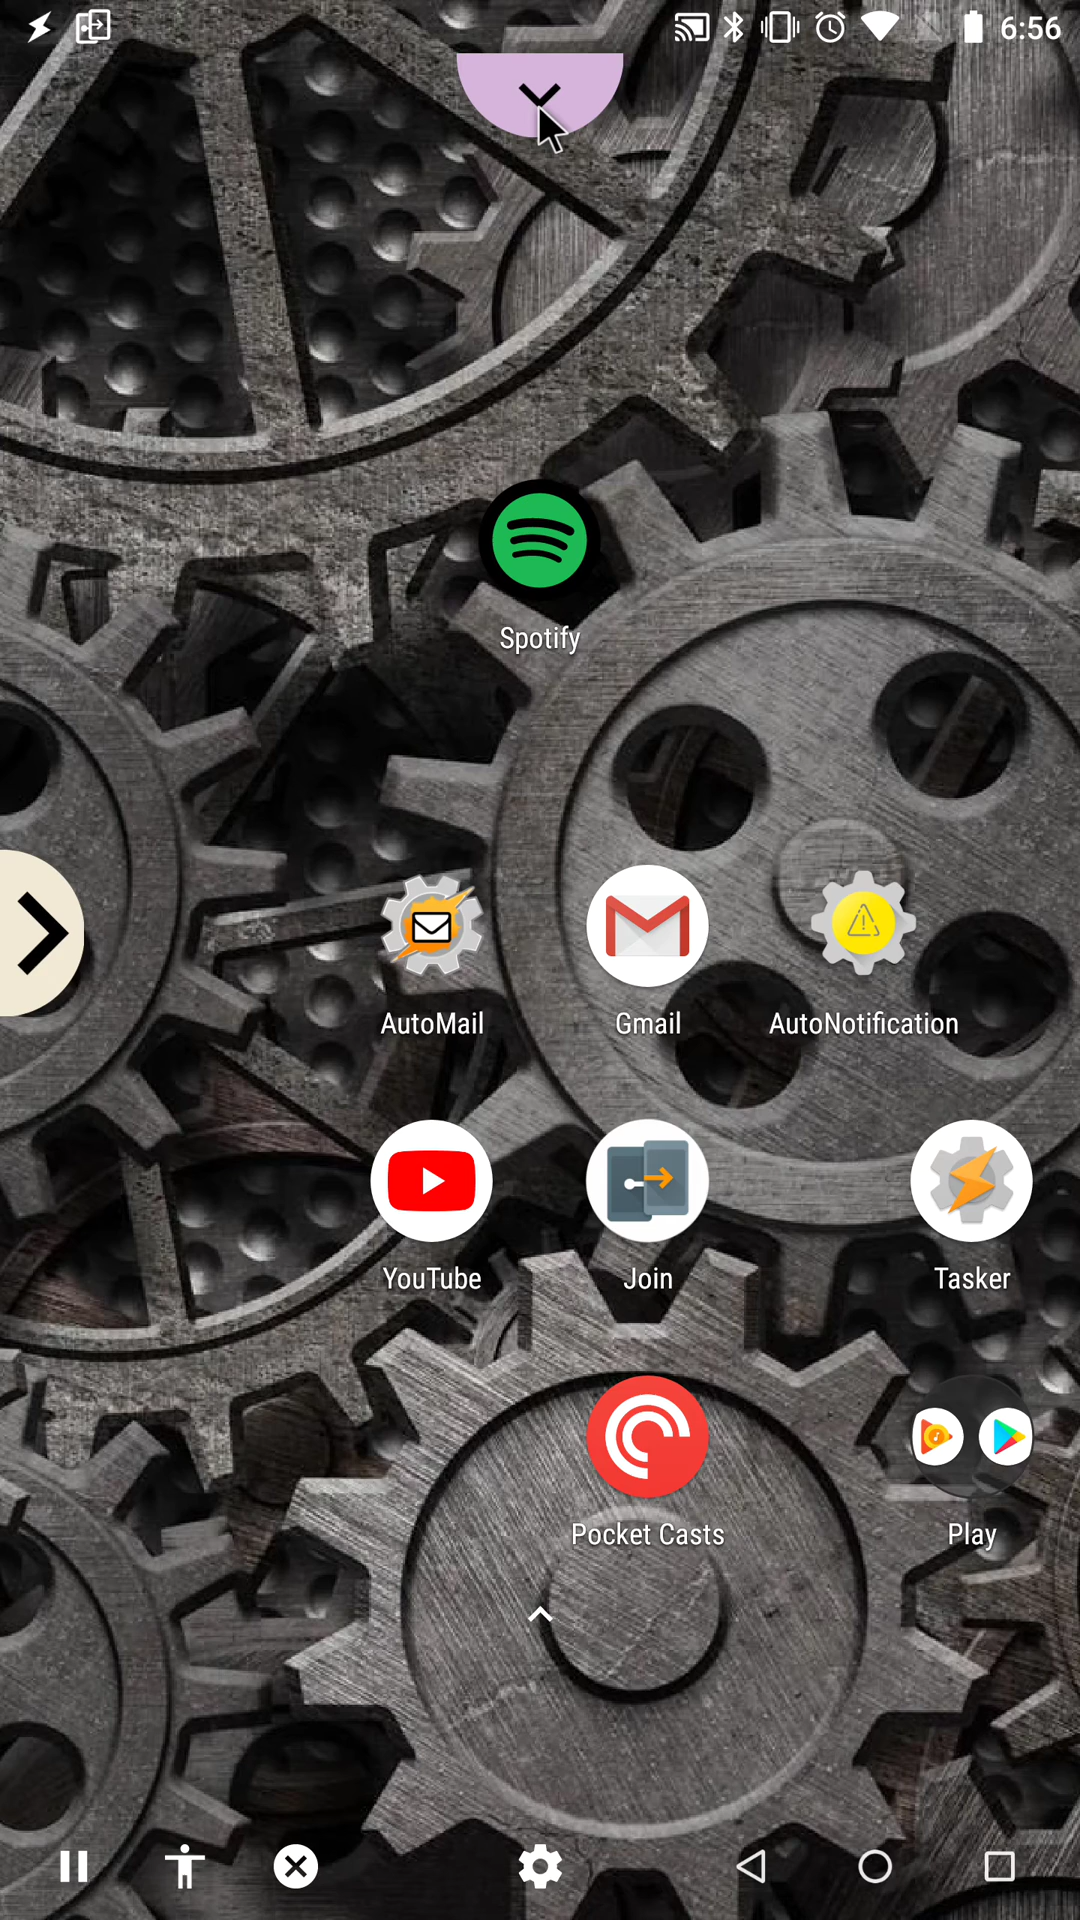 6:56
Spotify
AutoMail
Gmail
AutoNotification
YouTube
Join
Tasker
Pocket Casts
Play